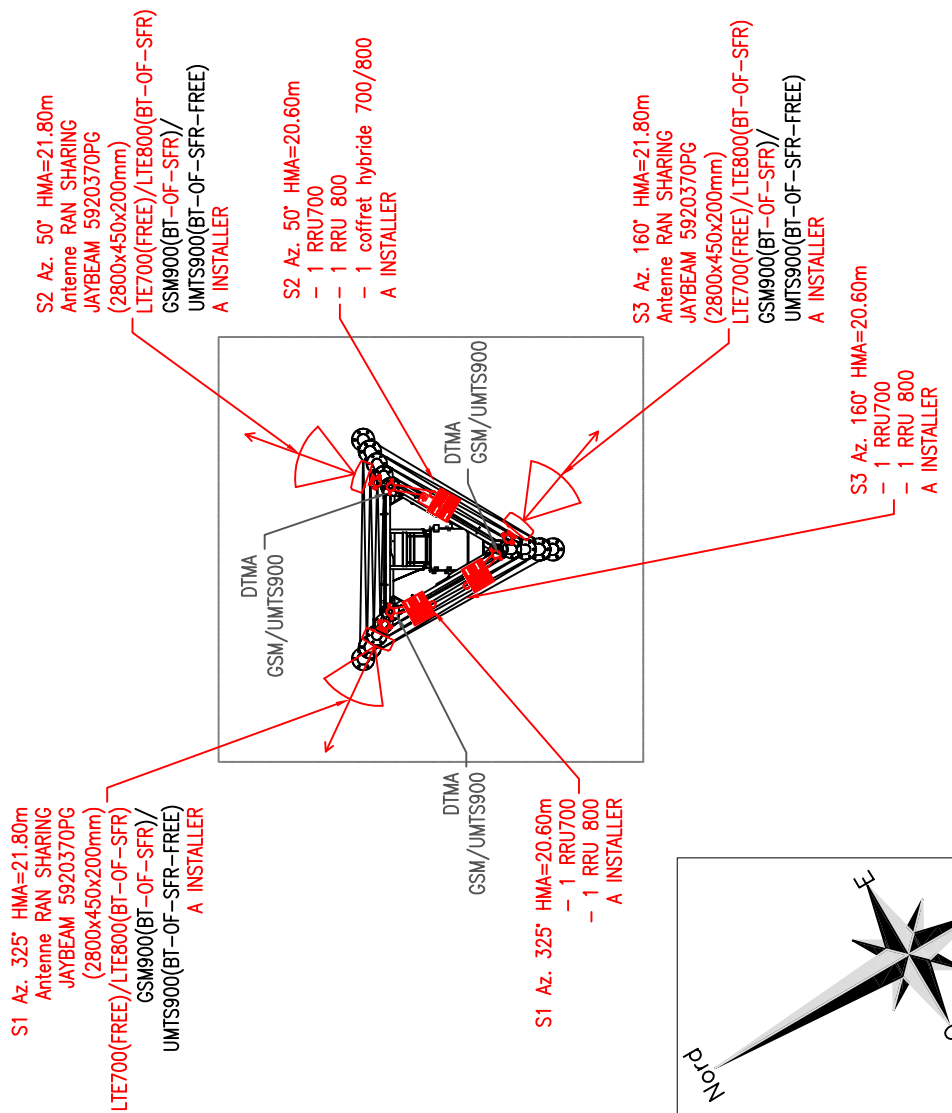 S1 Az. 325° HMA=21.80m
Antenne RAN SHARING
JAYBEAM 5920370PG
(2800x450x200mm)
LTE700(FREE)/LTE800(BT-OF-SFR)
GSM900(BT-OF-SFR)/
UMTS900(BT-OF-SFR-FREE)
A INSTALLER
S2 Az. 50° HMA=21.80m
Antenne RAN SHARING
JAYBEAM 5920370PG
(2800x450x200mm)
LTE700(FREE)/LTE800(BT-OF-SFR)
GSM900(BT-OF-SFR)/
UMTS900(BT-OF-SFR-FREE)
A INSTALLER
S2 Az. 50° HMA=20.60m
- 1 RRU700
- 1 RRU 800
- 1 coffret hybride 700/800
A INSTALLER
DTMA
GSM/UMTS900
DTMA
GSM/UMTS900
DTMA
GSM/UMTS900
S1 Az. 325° HMA=20.60m
- 1 RRU700
- 1 RRU 800
A INSTALLER
S3 Az. 160° HMA=21.80m
Antenne RAN SHARING
JAYBEAM 5920370PG
(2800x450x200mm)
LTE700(FREE)/LTE800(BT-OF-SFR)
GSM900(BT-OF-SFR)/
UMTS900(BT-OF-SFR-FREE)
A INSTALLER
S3 Az. 160° HMA=20.60m
- 1 RRU700
- 1 RRU 800
A INSTALLER
Nord
E